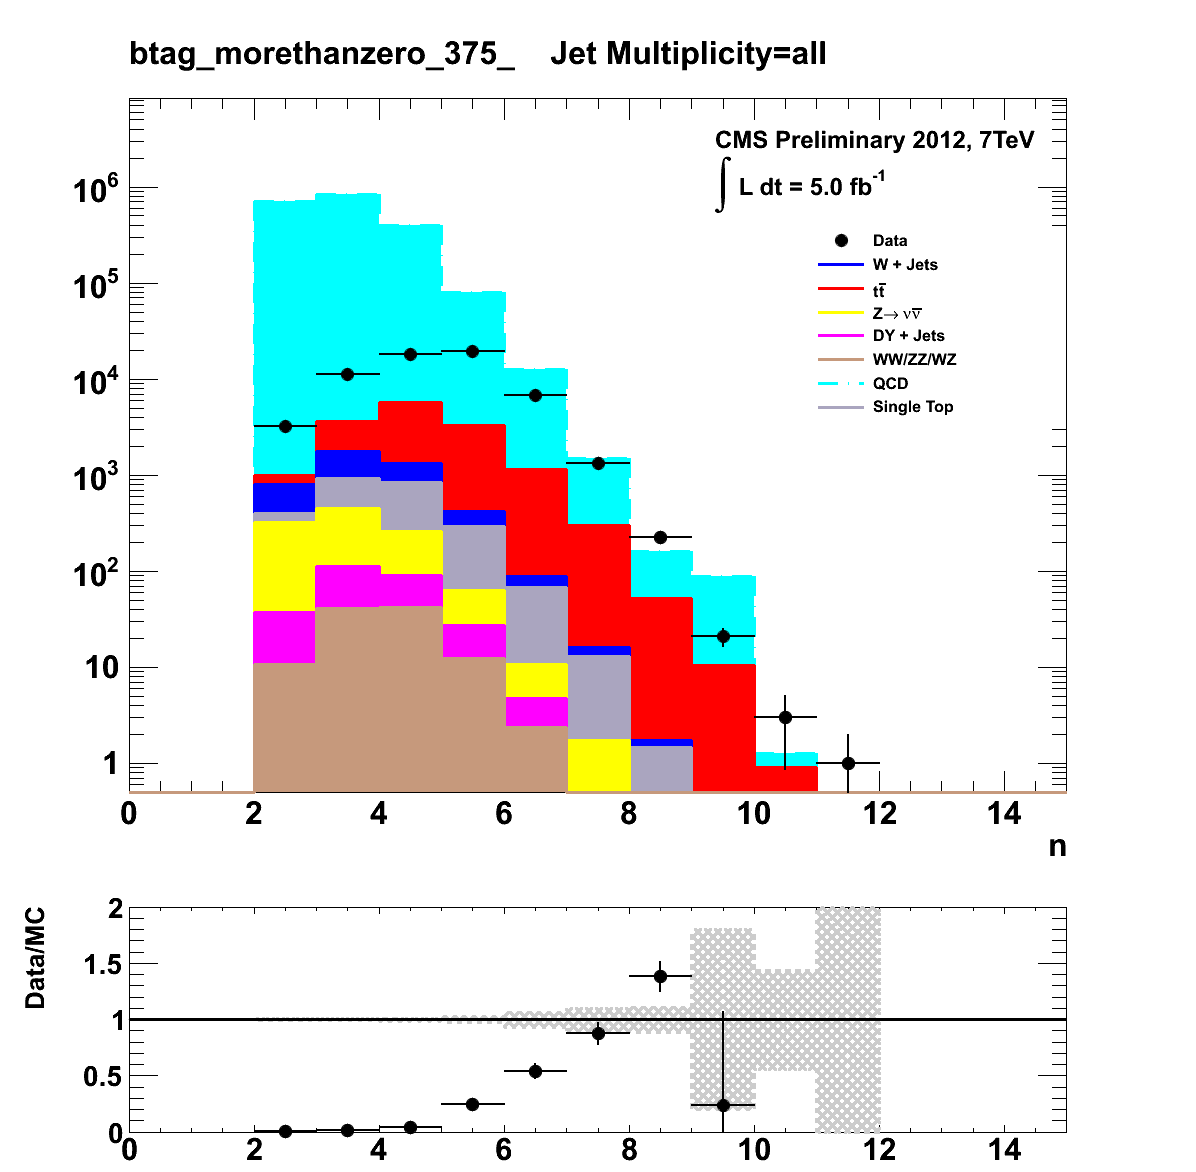 btag_morethanzero_375_ Jet Multiplicity=all
CMS Preliminary 2012, 7TeV
∫ L dt = 5.0 fb⁻¹
Data
W + Jets
tt̅
Z→ νν̅
DY + Jets
WW/ZZ/WZ
QCD
Single Top
10⁶
10⁵
10⁴
10³
10²
10
1
0 2 4 6 8 10 12 14
n
Data/MC
2
1.5
1
0.5
0
0 2 4 6 8 10 12 14